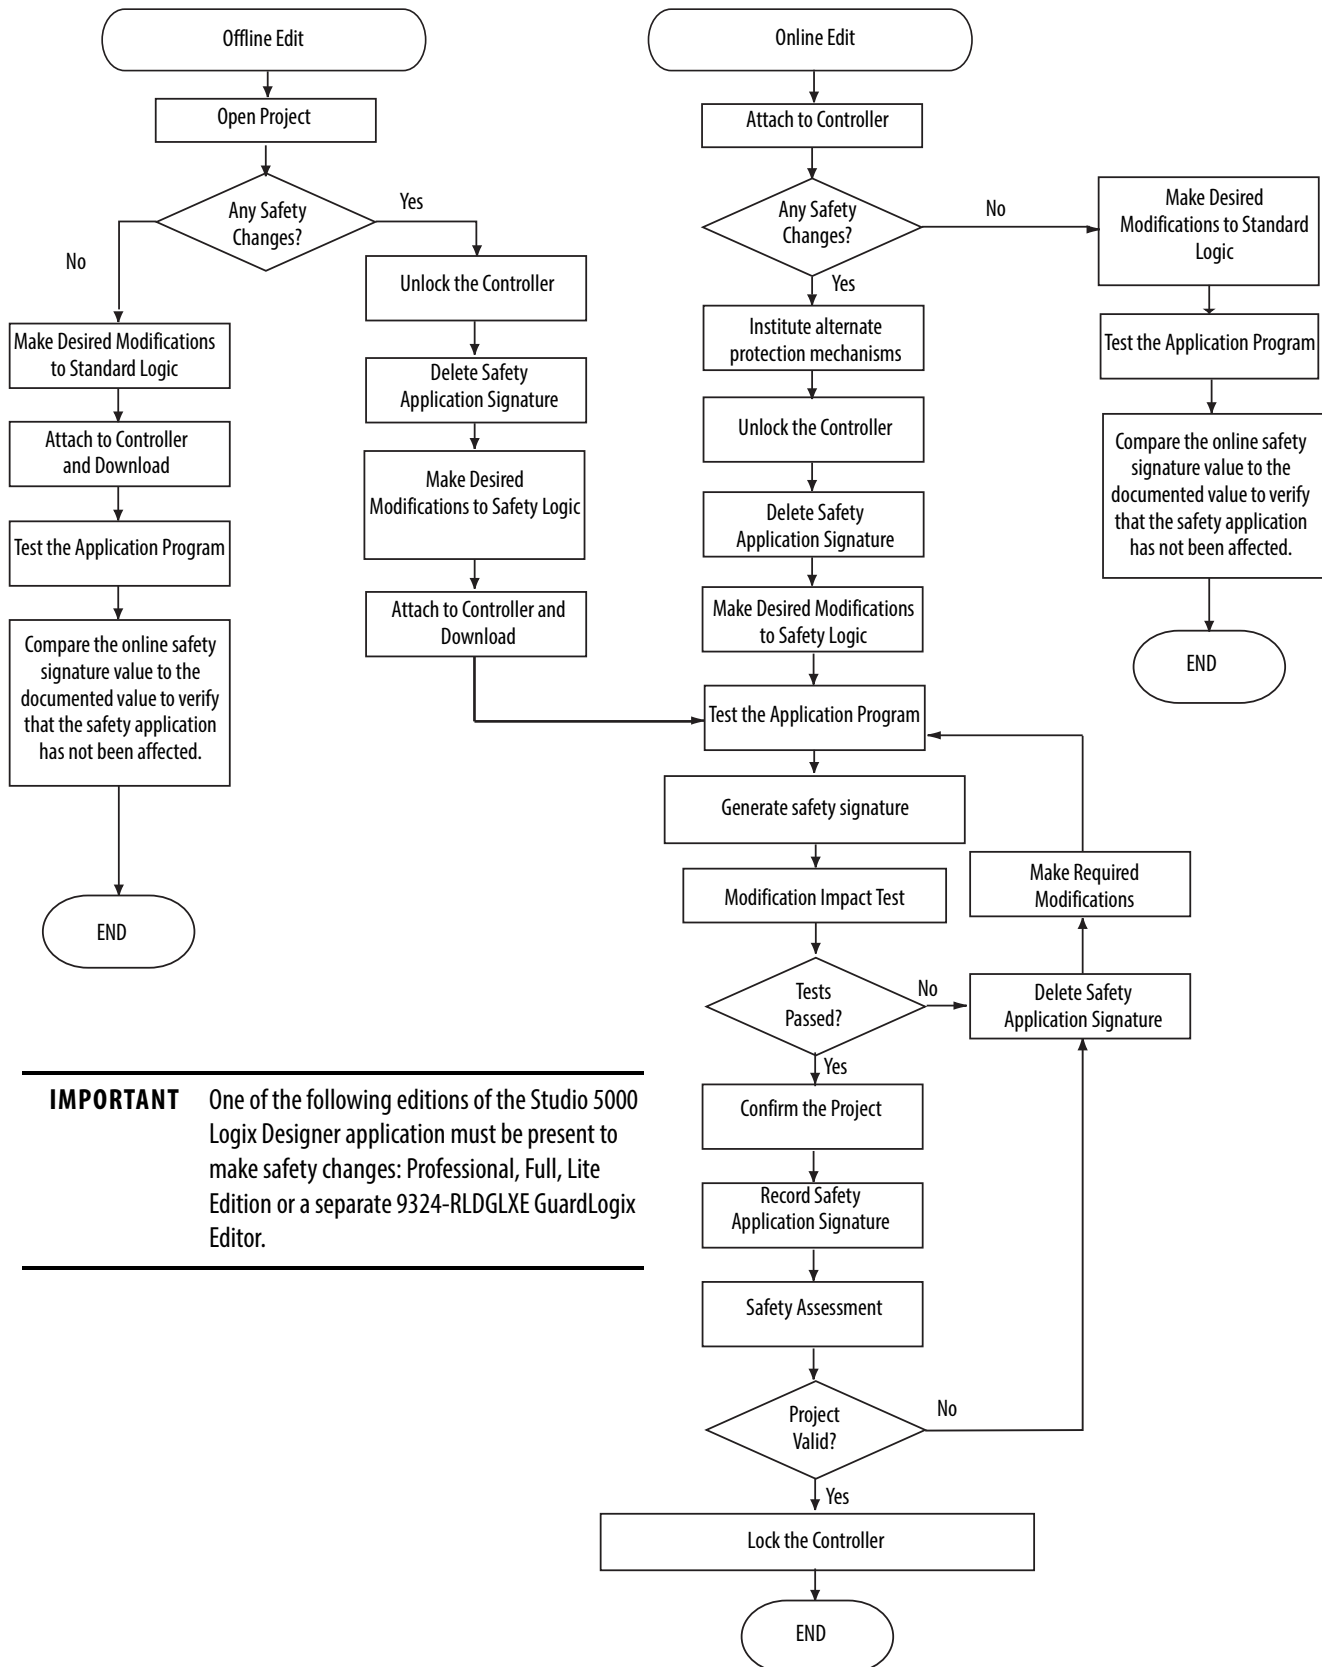 Offline Edit
Open Project
Any Safety
Changes?
Yes
No
Make Desired Modifications
to Standard Logic
Attach to Controller
and Download
Test the Application Program
Compare the online safety
signature value to the
documented value to verify
that the safety application
has not been affected.
END
Unlock the Controller
Delete Safety
Application Signature
Make Desired
Modifications to Safety Logic
Attach to Controller and
Download
Online Edit
Attach to Controller
Any Safety
Changes?
No
Yes
Make Desired
Modifications to Standard
Logic
Test the Application Program
Compare the online safety
signature value to the
documented value to verify
that the safety application
has not been affected.
END
Institute alternate
protection mechanisms
Unlock the Controller
Delete Safety
Application Signature
Make Desired Modifications
to Safety Logic
Test the Application Program
Generate safety signature
Modification Impact Test
Tests
Passed?
No
Yes
Make Required
Modifications
Delete Safety
Application Signature
Confirm the Project
Record Safety
Application Signature
Safety Assessment
Project
Valid?
No
Yes
Lock the Controller
END
IMPORTANT One of the following editions of the Studio 5000
Logix Designer application must be present to
make safety changes: Professional, Full, Lite
Edition or a separate 9324-RLDGLXE GuardLogix
Editor.